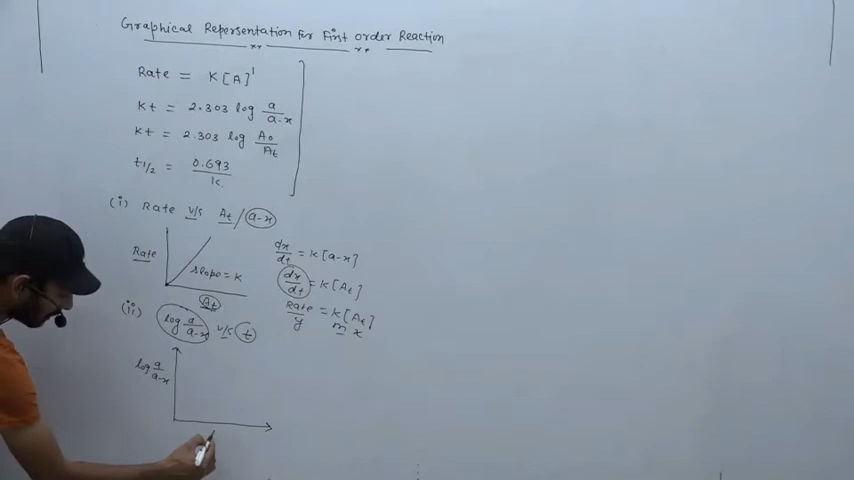 Graphical Repersentation for First order Reaction
Rate = K[A]¹
Kt = 2.303 log a/a-x
Kt = 2.303 log A₀/At
t1/2 = 0.693/K
(i) Rate v/s At/(a-x)
Rate
slope = K
At
dx/dt = K[a-x]
dx/dt = K[At]
Rate = K[At]
y m x
(ii) log a/a-x v/s t
log a/a-x